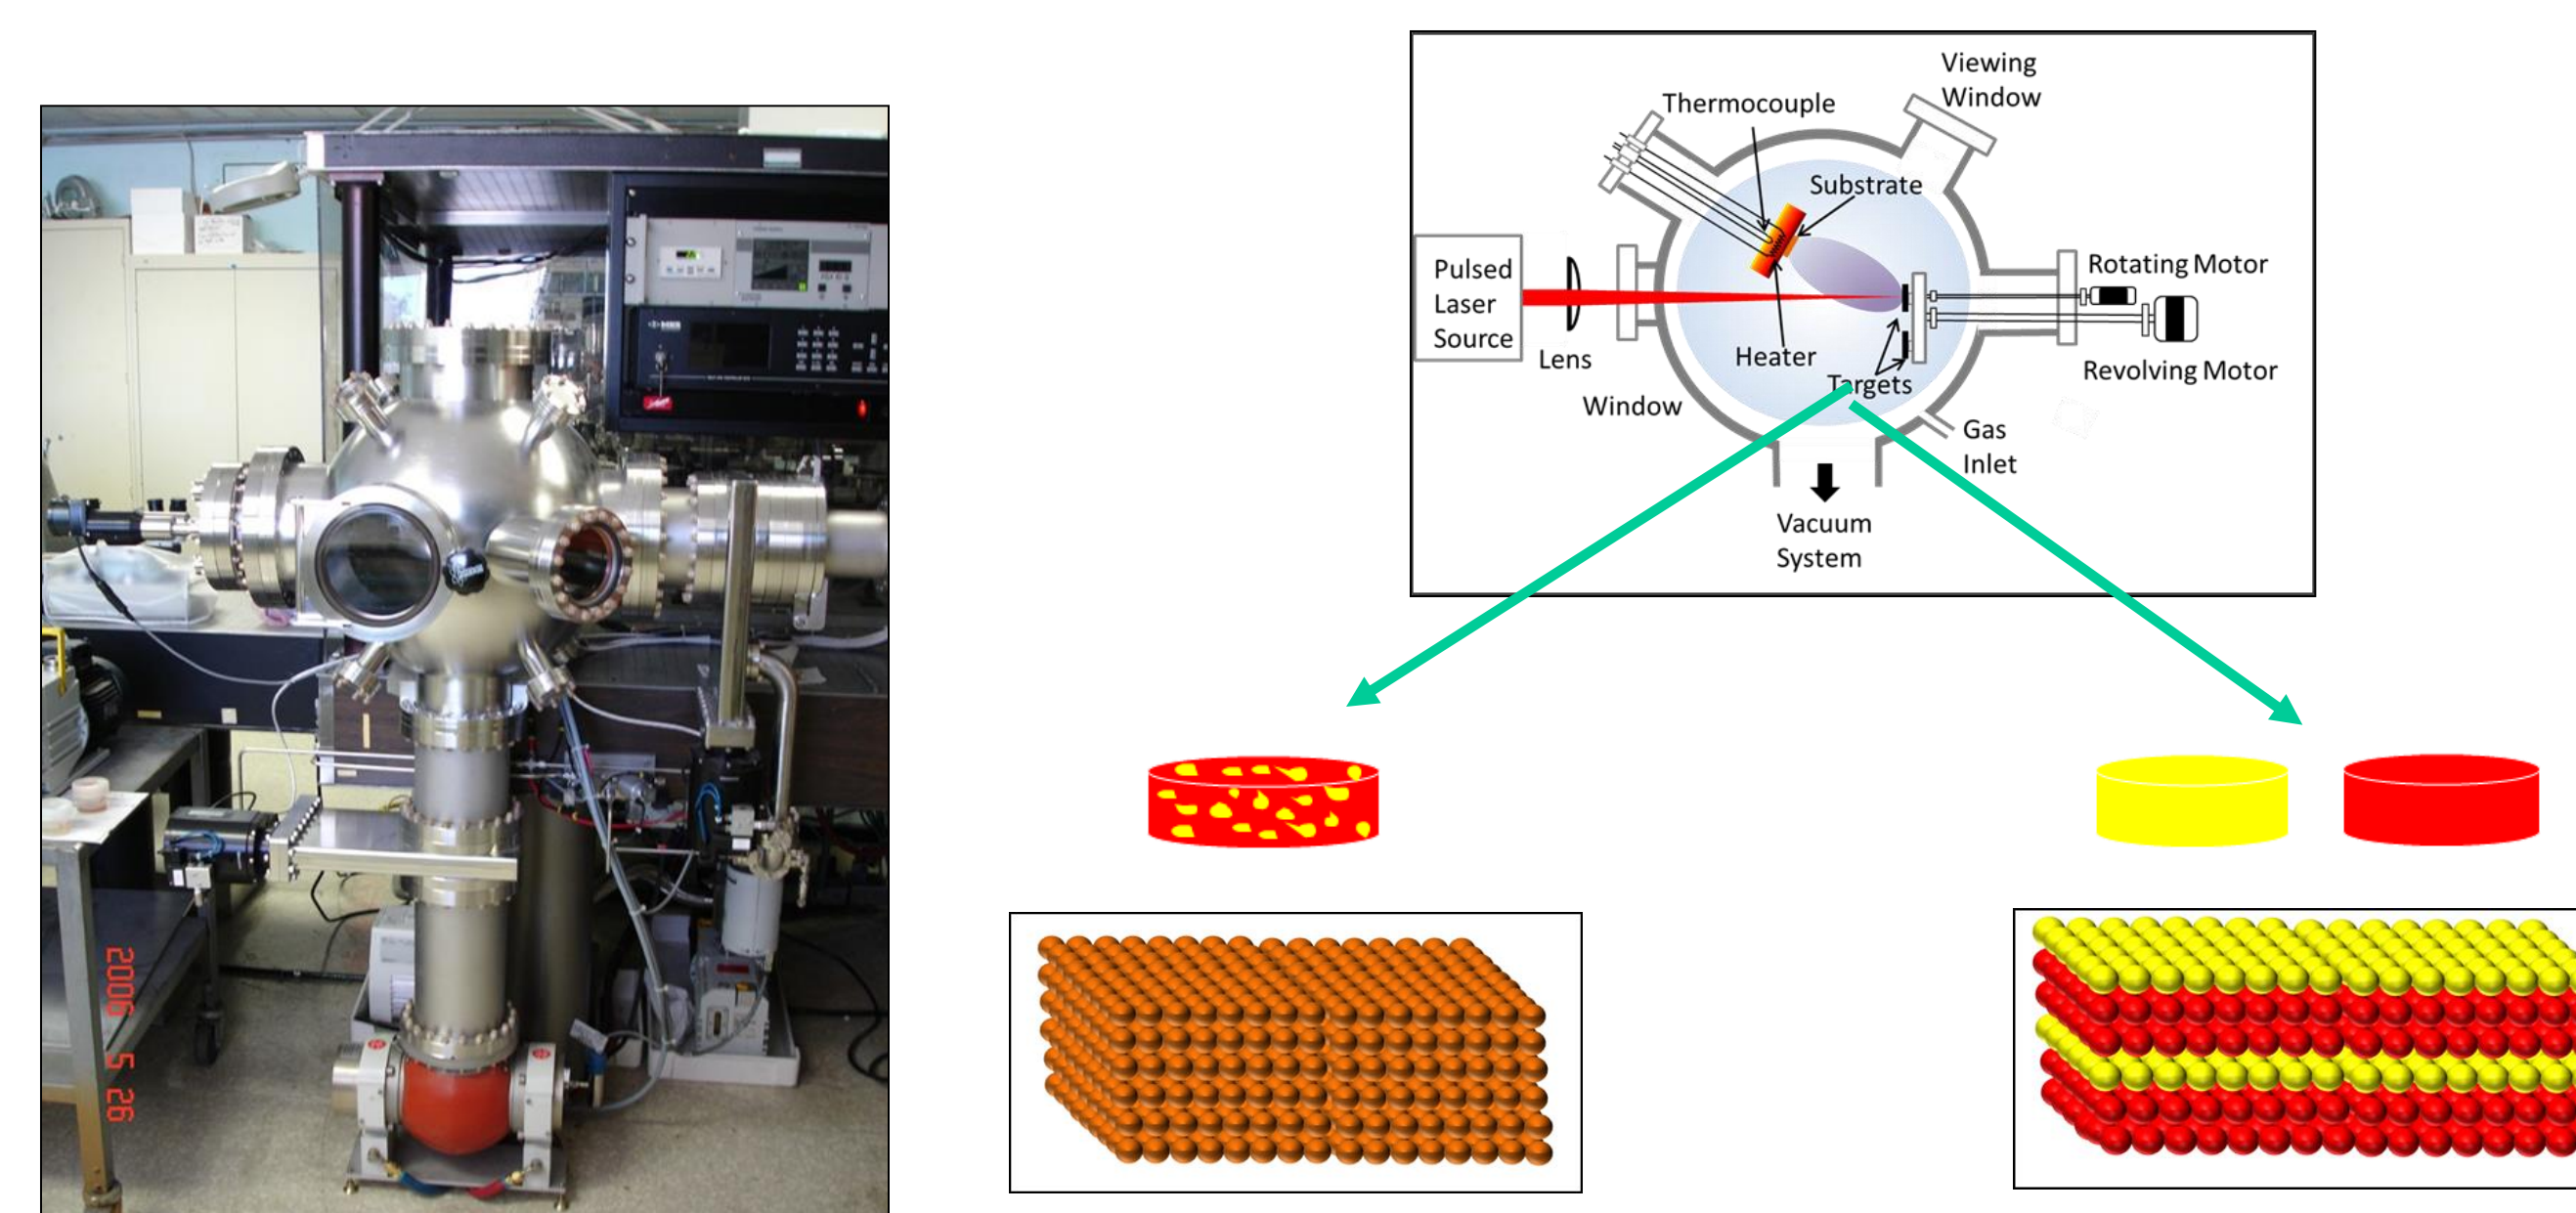 Viewing
Window
Thermocouple
Substrate
Pulsed
Laser
Source
Lens
Window
Heater
Targets
Rotating Motor
Revolving Motor
Gas
Inlet
Vacuum
System
2006 5 26